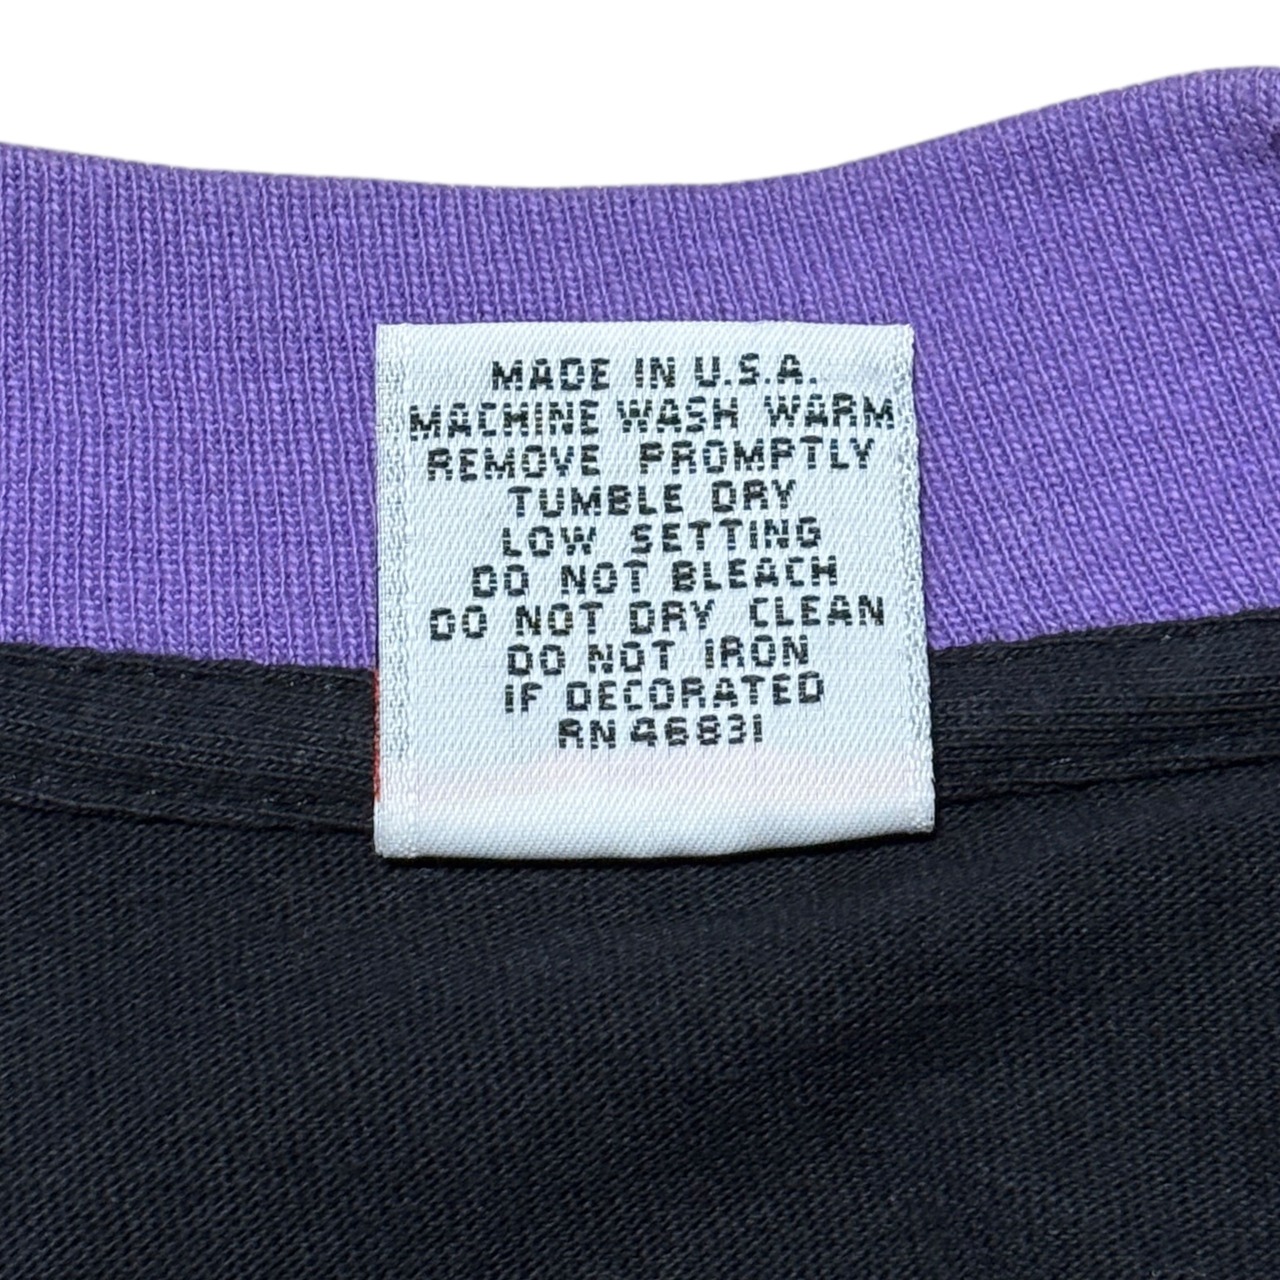 MADE IN U.S.A.
MACHINE WASH WARM
REMOVE PROMPTLY
TUMBLE DRY
LOW SETTING
DO NOT BLEACH
DO NOT DRY CLEAN
DO NOT IRON
IF DECORATED
RN 46831